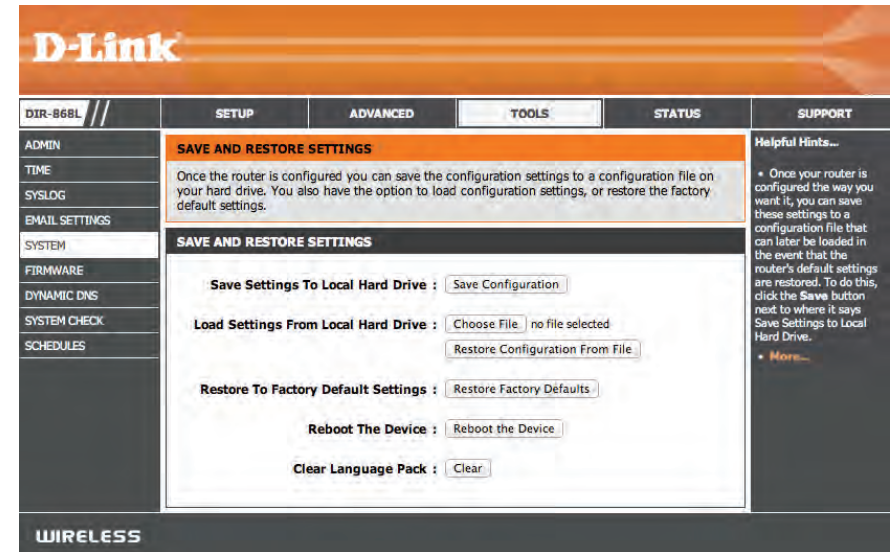 D-Link
DIR-868L
SETUP
ADVANCED
TOOLS
STATUS
SUPPORT
ADMIN
TIME
SYSLOG
EMAIL SETTINGS
SYSTEM
FIRMWARE
DYNAMIC DNS
SYSTEM CHECK
SCHEDULES
SAVE AND RESTORE SETTINGS
Once the router is configured you can save the configuration settings to a configuration file on
your hard drive. You also have the option to load configuration settings, or restore the factory
default settings.
SAVE AND RESTORE SETTINGS
Save Settings To Local Hard Drive : Save Configuration
Load Settings From Local Hard Drive : Choose File no file selected
Restore Configuration From File
Restore To Factory Default Settings : Restore Factory Defaults
Reboot The Device : Reboot the Device
Clear Language Pack : Clear
Helpful Hints...
• Once your router is
configured the way you
want it, you can save
these settings to a
configuration file that
can later be loaded in
the event that the
router's default settings
are restored. To do this,
click the Save button
next to where it says
Save Settings to Local
Hard Drive.
• More...
WIRELESS